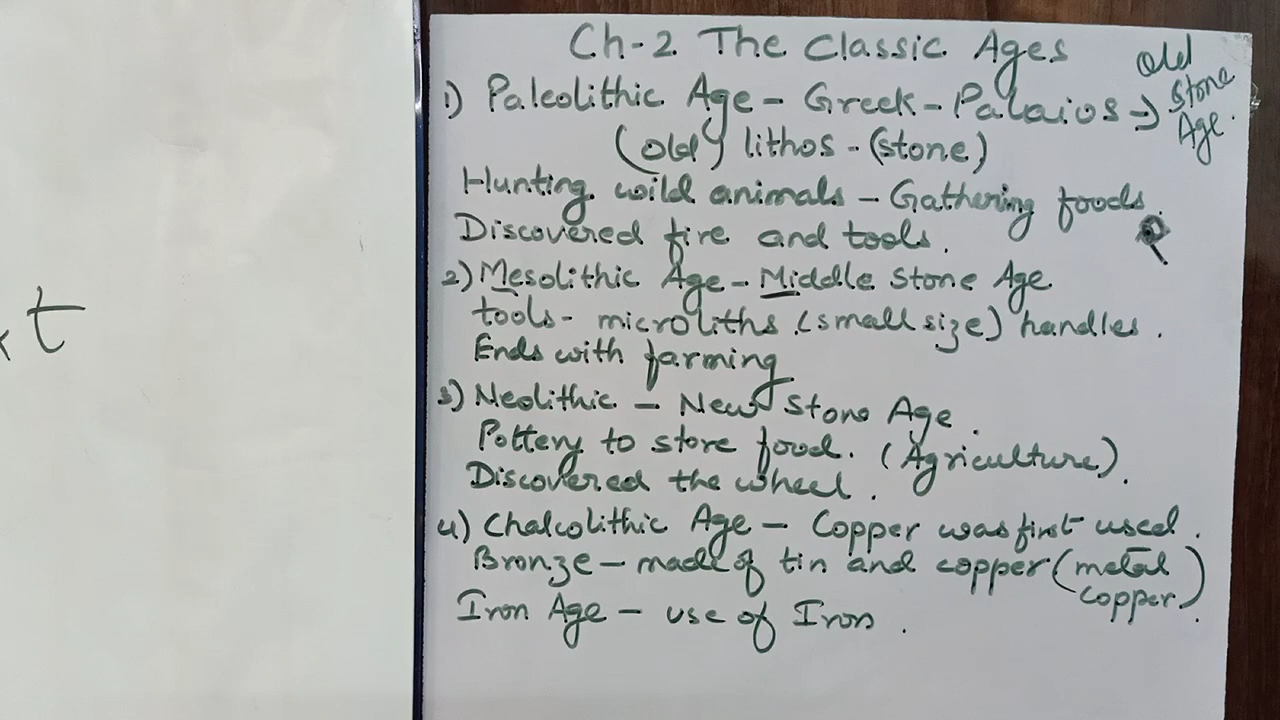 Ch-2 The Classic Ages
1) Paleolithic Age - Greek - Palaios → Old Stone Age.
(old) lithos - (stone)
Hunting wild animals - Gathering foods.
Discovered fire and tools.
2) Mesolithic Age - Middle Stone Age
tools - microliths (small size) handles.
Ends with farming
3) Neolithic - New Stone Age.
Pottery to store food. (Agriculture).
Discovered the wheel.
4) Chalcolithic Age - Copper was first used.
Bronze - made of tin and copper (metal copper).
Iron Age - use of Iron.